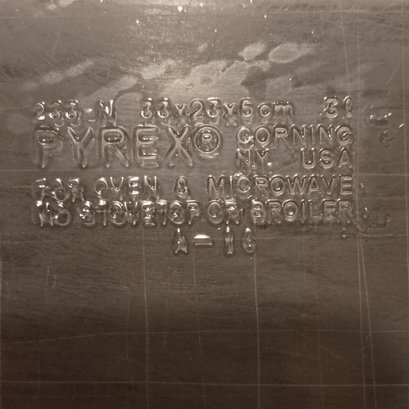 233-N 33x23x5cm 3l
PYREX® CORNING
NY. USA
FOR OVEN & MICROWAVE
NO STOVETOP OR BROILER
A-16